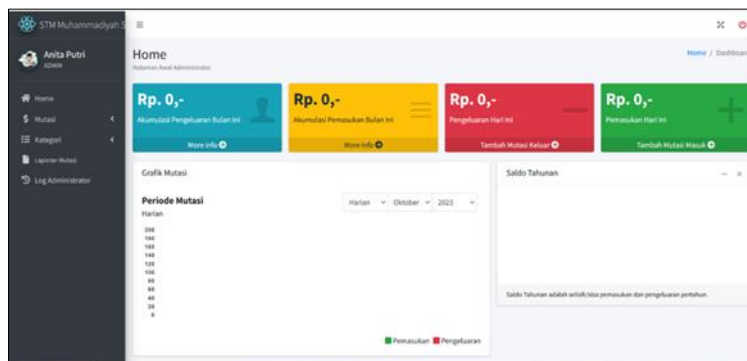 STM Muhammadiyah S
Anita Putri
ADMIN
Home
Mutasi
Kategori
Laporan Mutasi
Log Administrator
Home
Halaman Awal Administrator
Home / Dashboar
Rp. 0,-
Akumulasi Pengeluaran Bulan Ini
More info
Rp. 0,-
Akumulasi Pemasukan Bulan Ini
More info
Rp. 0,-
Pengeluaran Hari Ini
Tambah Mutasi Keluar
Rp. 0,-
Pemasukan Hari Ini
Tambah Mutasi Masuk
Grafik Mutasi
Periode Mutasi
Harian
Harian
Oktober
2023
200
180
160
140
120
100
80
60
40
20
0
Pemasukan Pengeluaran
Saldo Tahunan
Saldo Tahunan adalah selisih/sisa pemasukan dan pengeluaran pertahun.